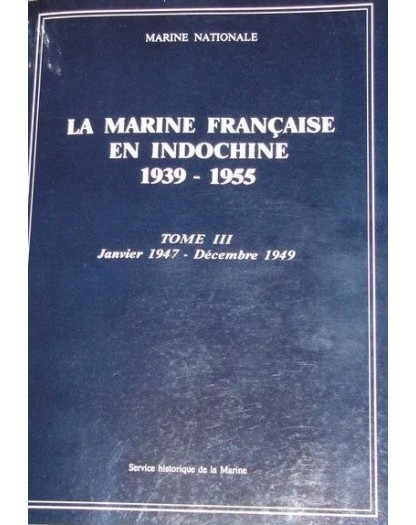 MARINE NATIONALE
LA MARINE FRANÇAISE
EN INDOCHINE
1939 - 1955
TOME III
Janvier 1947 - Décembre 1949
Service historique de la Marine